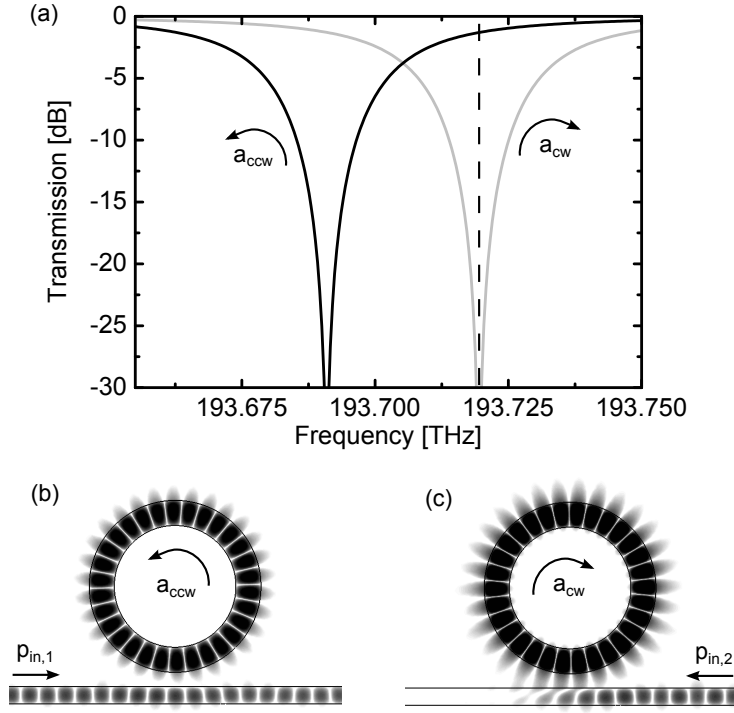 (a)
0
-5
-10
-15
-20
-25
-30
Transmission [dB]
a_ccw
a_cw
193.675 193.700 193.725 193.750
Frequency [THz]
(b)
(c)
a_ccw
a_cw
p_in,1
p_in,2